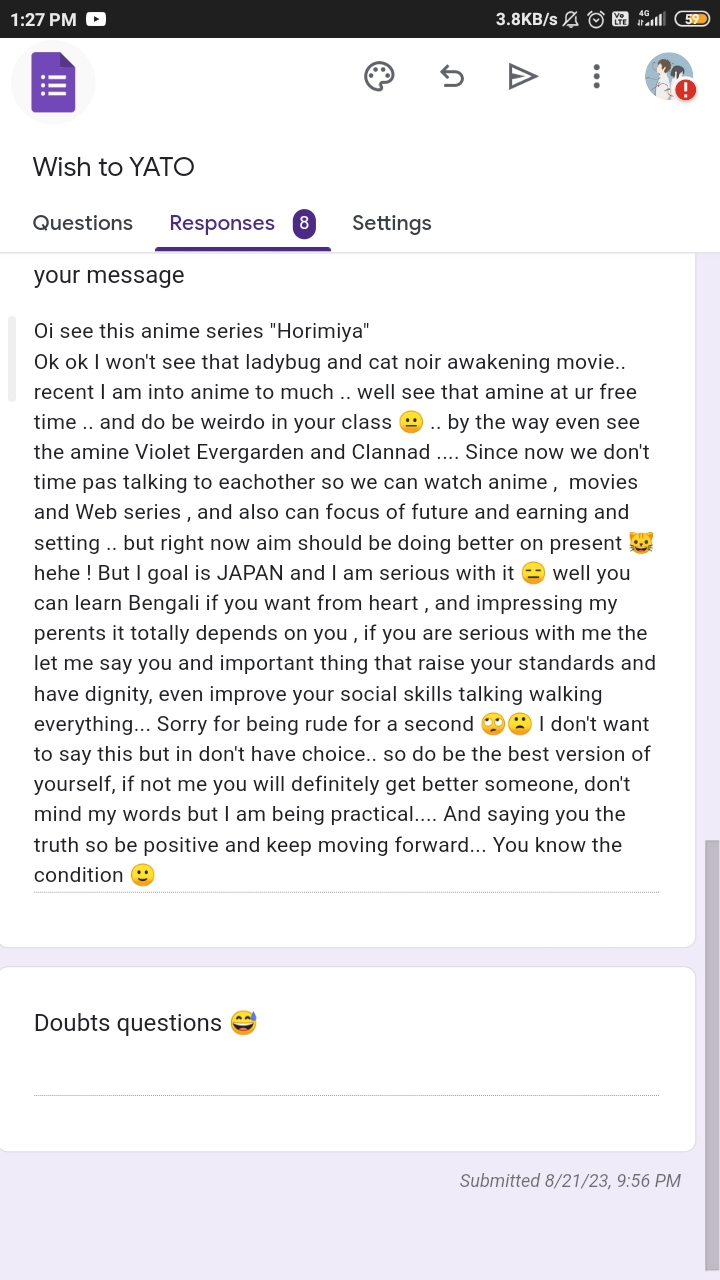 1:27 PM
3.8KB/s
Vo LTE
4G
59
Wish to YATO
Questions
Responses 8
Settings
your message
Oi see this anime series "Horimiya"
Ok ok I won't see that ladybug and cat noir awakening movie..
recent I am into anime to much .. well see that amine at ur free
time .. and do be weirdo in your class 😐 .. by the way even see
the amine Violet Evergarden and Clannad .... Since now we don't
time pas talking to eachother so we can watch anime , movies
and Web series , and also can focus of future and earning and
setting .. but right now aim should be doing better on present 😺
hehe ! But I goal is JAPAN and I am serious with it 😑 well you
can learn Bengali if you want from heart , and impressing my
perents it totally depends on you , if you are serious with me the
let me say you and important thing that raise your standards and
have dignity, even improve your social skills talking walking
everything... Sorry for being rude for a second 🙄🙁 I don't want
to say this but in don't have choice.. so do be the best version of
yourself, if not me you will definitely get better someone, don't
mind my words but I am being practical.... And saying you the
truth so be positive and keep moving forward... You know the
condition 🙂
Doubts questions 😅
Submitted 8/21/23, 9:56 PM